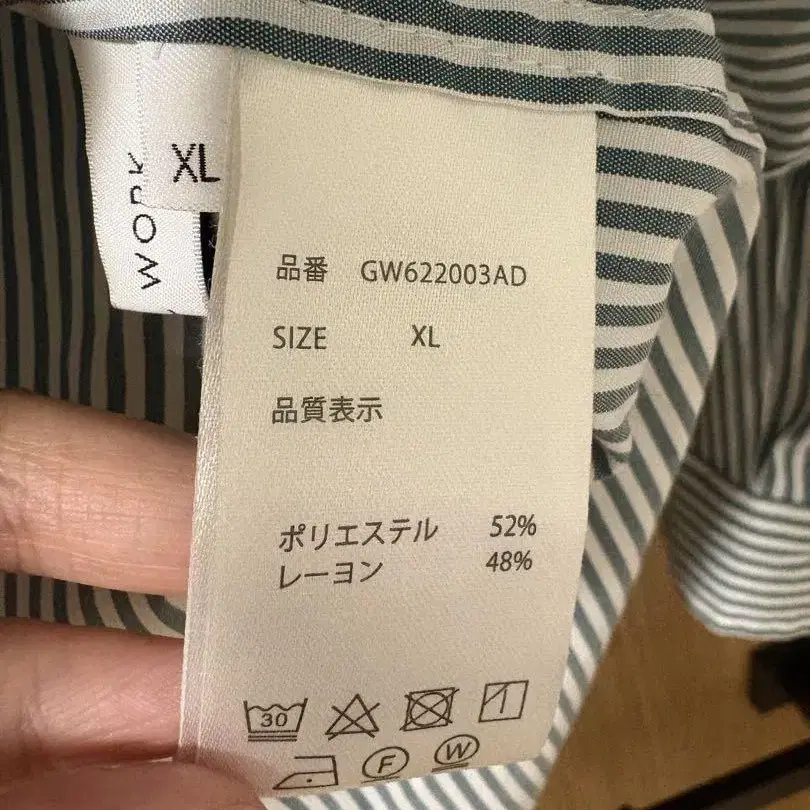 WORK
XL
品番 GW622003AD
SIZE XL
品質表示
ポリエステル 52%
レーヨン 48%
30
F W